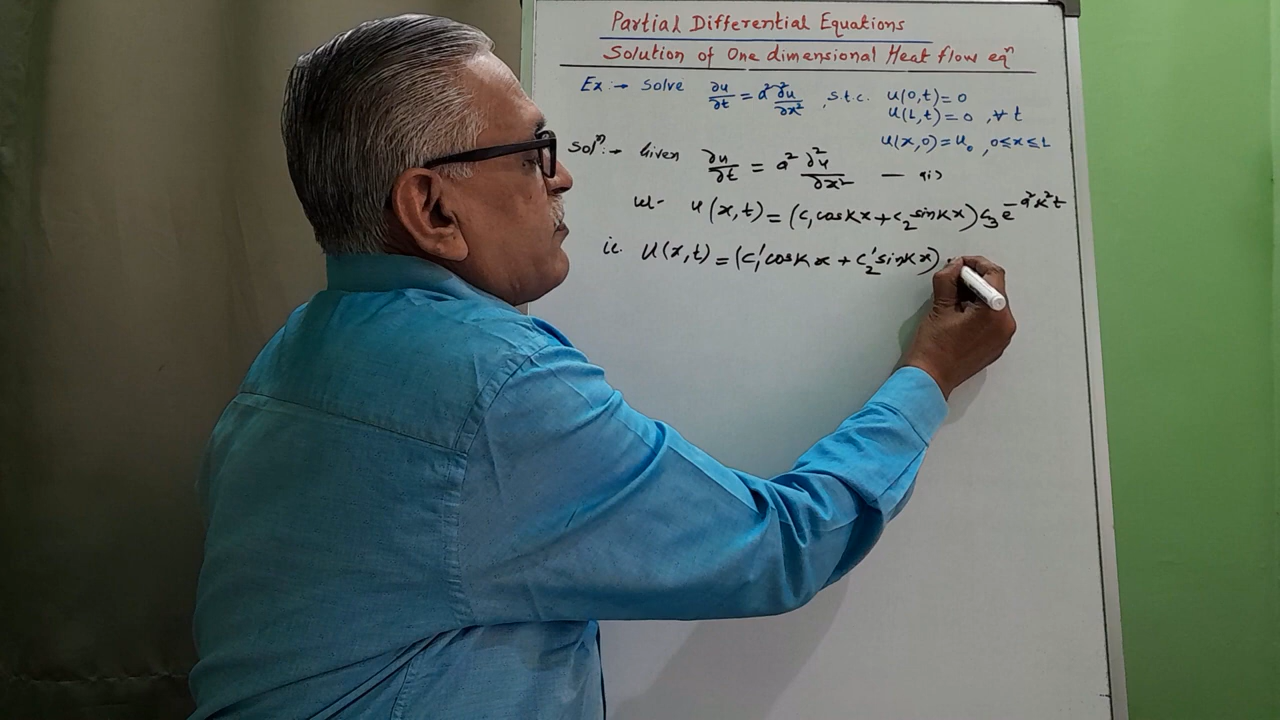 Partial Differential Equations
Solution of One dimensional Heat flow eqⁿ
Ex:→ Solve ∂u/∂t = a² ∂²u/∂x² , s.t.c. u(0,t)=0
u(L,t)=0 ,∀ t
u(x,0)=u₀ ,0≤x≤L
Solⁿ:→ Given ∂u/∂t = a² ∂²u/∂x² —
u(x,t)=(c₁coskx+c₂sinkx)c₃e^-a²k²t
ie. u(x,t)=(c₁'coskx+c₂'sinkx)